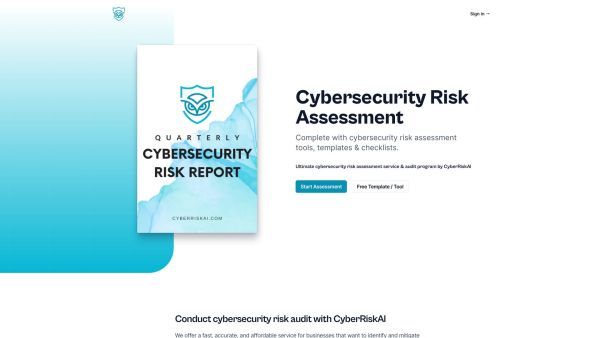 Sign in →
QUARTERLY
CYBERSECURITY
RISK REPORT
CYBERRISKAI.COM
Cybersecurity Risk
Assessment
Complete with cybersecurity risk assessment
tools, templates & checklists.
Ultimate cybersecurity risk assessment service & audit program by CyberRiskAI
Start Assessment
Free Template / Tool
Conduct cybersecurity risk audit with CyberRiskAI
We offer a fast, accurate, and affordable service for businesses that want to identify and mitigate